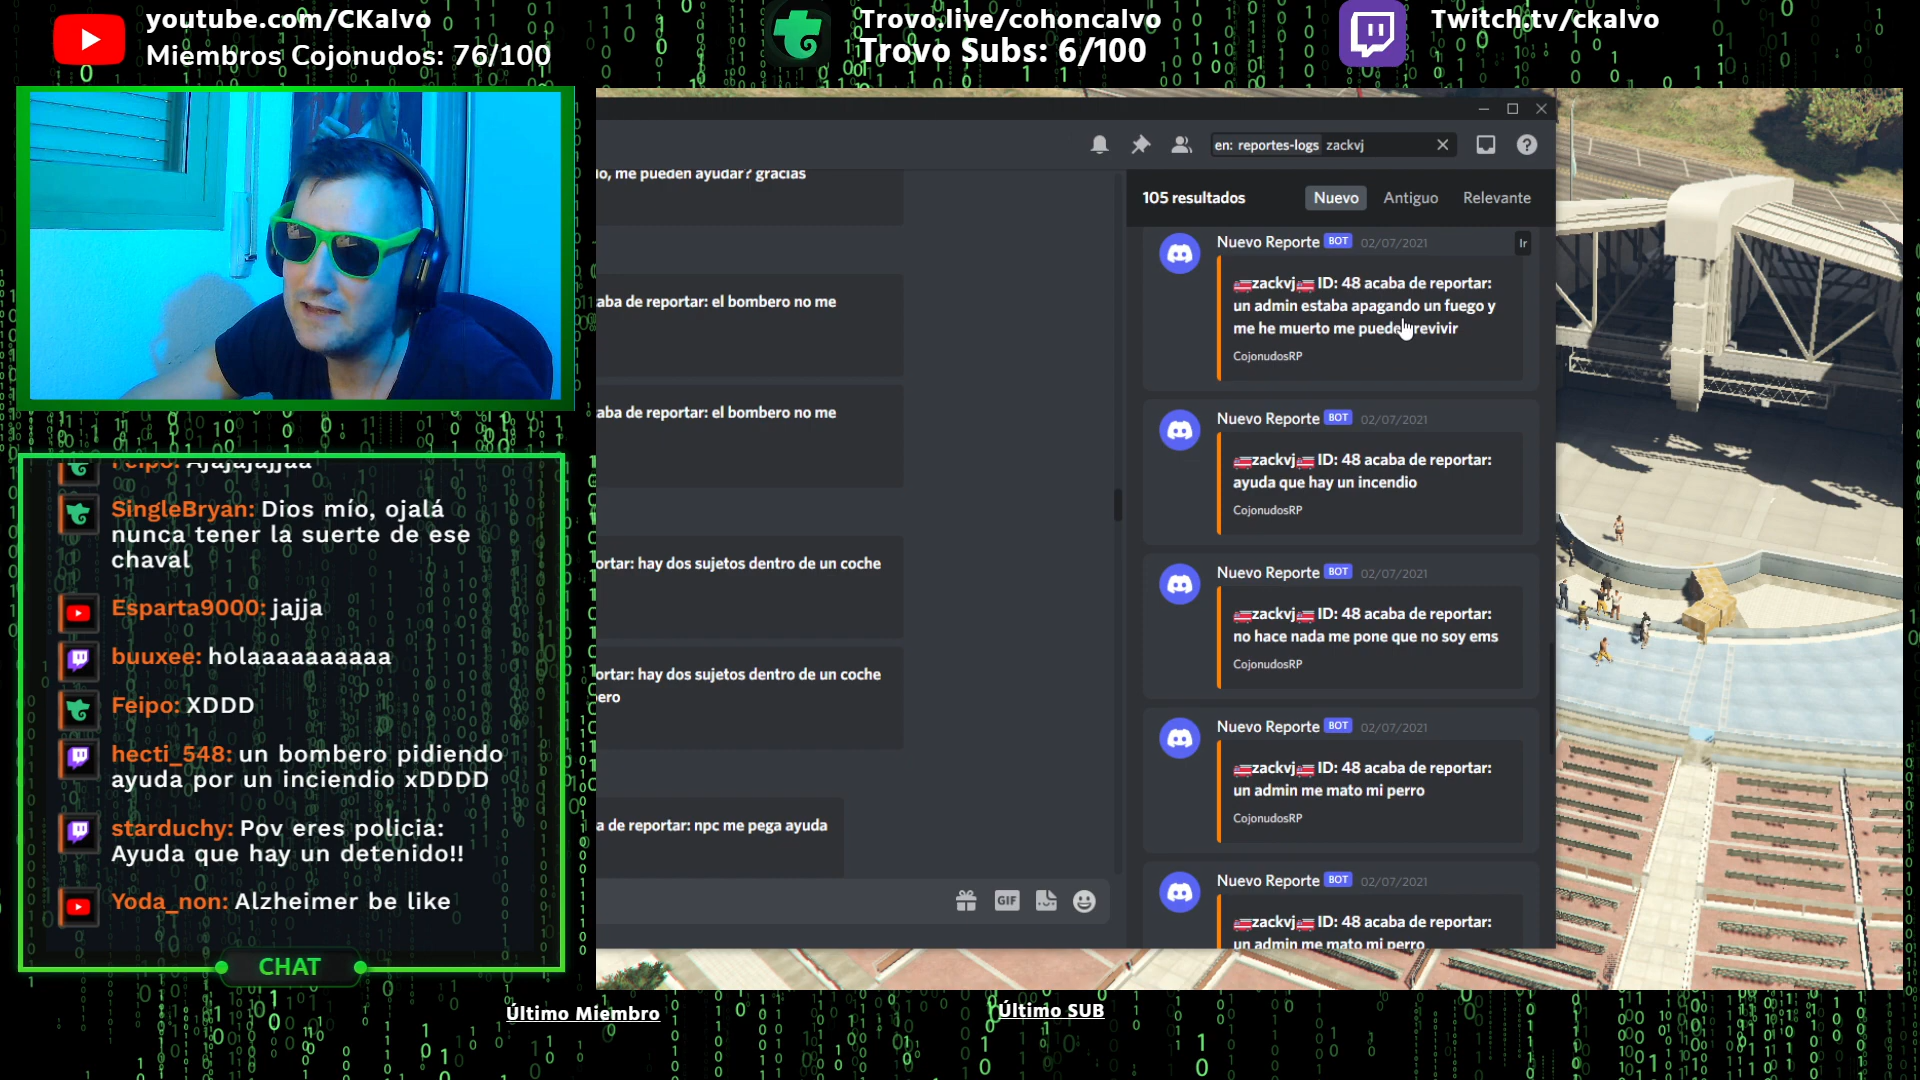 youtube.com/CKalvo
Miembros Cojonudos: 76/100
Trovo.live/cohoncalvo
Trovo Subs: 6/100
Twitch.tv/ckalvo
Feipo: Ajajajajjaa
SingleBryan: Dios mío, ojalá
nunca tener la suerte de ese
chaval
Esparta9000: jajja
buuxee: holaaaaaaaaaa
Feipo: XDDD
hecti_548: un bombero pidiendo
ayuda por un inciendio xDDDD
starduchy: Pov eres policia:
Ayuda que hay un detenido!!
Yoda_non: Alzheimer be like
CHAT
o, me pueden ayudar? gracias
aba de reportar: el bombero no me
aba de reportar: el bombero no me
ortar: hay dos sujetos dentro de un coche
ortar: hay dos sujetos dentro de un coche
ero
a de reportar: npc me pega ayuda
GIF
en: reportes-logs zackvj
105 resultados
Nuevo
Antiguo
Relevante
Nuevo Reporte BOT 02/07/2021
Ir
zackvj ID: 48 acaba de reportar:
un admin estaba apagando un fuego y
me he muerto me puede revivir
CojonudosRP
Nuevo Reporte BOT 02/07/2021
zackvj ID: 48 acaba de reportar:
ayuda que hay un incendio
CojonudosRP
Nuevo Reporte BOT 02/07/2021
zackvj ID: 48 acaba de reportar:
no hace nada me pone que no soy ems
CojonudosRP
Nuevo Reporte BOT 02/07/2021
zackvj ID: 48 acaba de reportar:
un admin me mato mi perro
CojonudosRP
Nuevo Reporte BOT 02/07/2021
zackvj ID: 48 acaba de reportar:
un admin me mato mi perro
Último Miembro
Último SUB